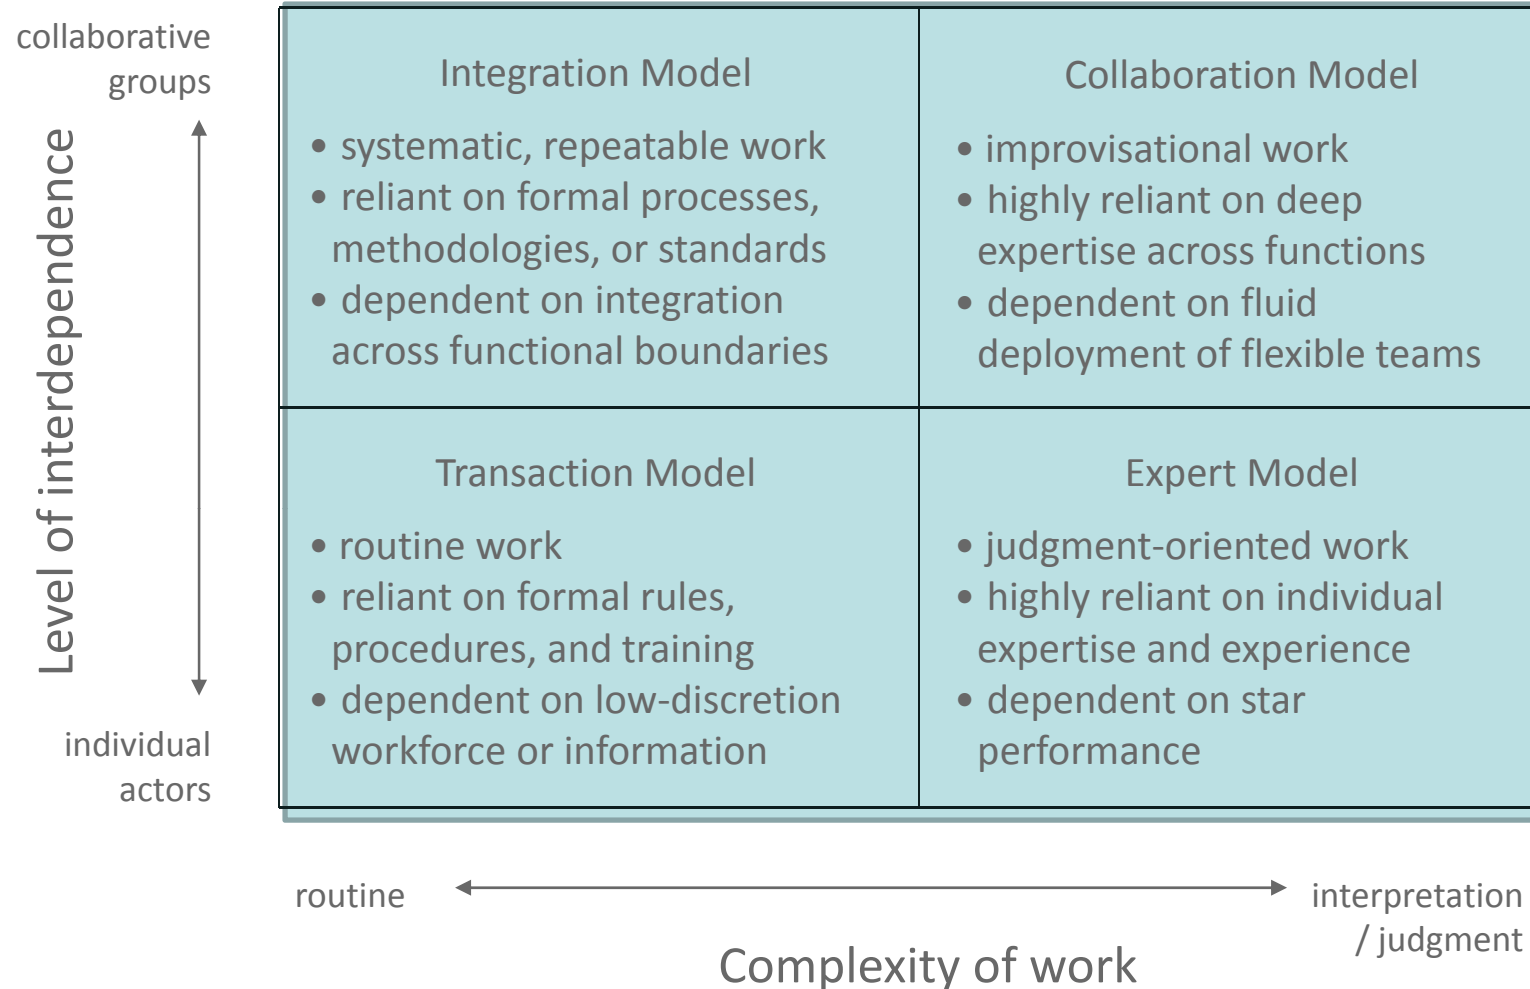 collaborative
groups
Level of interdependence
individual
actors
Integration Model
• systematic, repeatable work
• reliant on formal processes,
methodologies, or standards
• dependent on integration
across functional boundaries
Collaboration Model
• improvisational work
• highly reliant on deep
expertise across functions
• dependent on fluid
deployment of flexible teams
Transaction Model
• routine work
• reliant on formal rules,
procedures, and training
• dependent on low-discretion
workforce or information
Expert Model
• judgment-oriented work
• highly reliant on individual
expertise and experience
• dependent on star
performance
routine
interpretation
/ judgment
Complexity of work